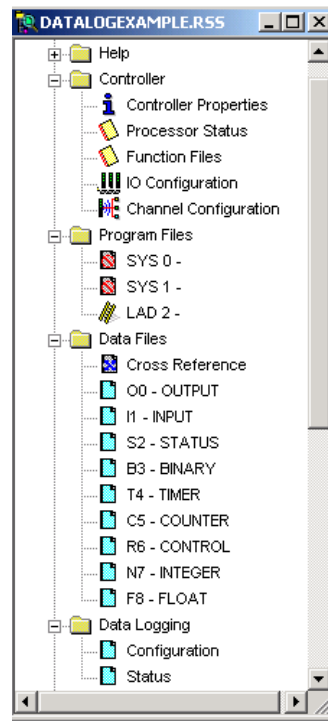 DATALOGEXAMPLE.RSS
Help
Controller
Controller Properties
Processor Status
Function Files
IO Configuration
Channel Configuration
Program Files
SYS 0 -
SYS 1 -
LAD 2 -
Data Files
Cross Reference
O0 - OUTPUT
I1 - INPUT
S2 - STATUS
B3 - BINARY
T4 - TIMER
C5 - COUNTER
R6 - CONTROL
N7 - INTEGER
F8 - FLOAT
Data Logging
Configuration
Status